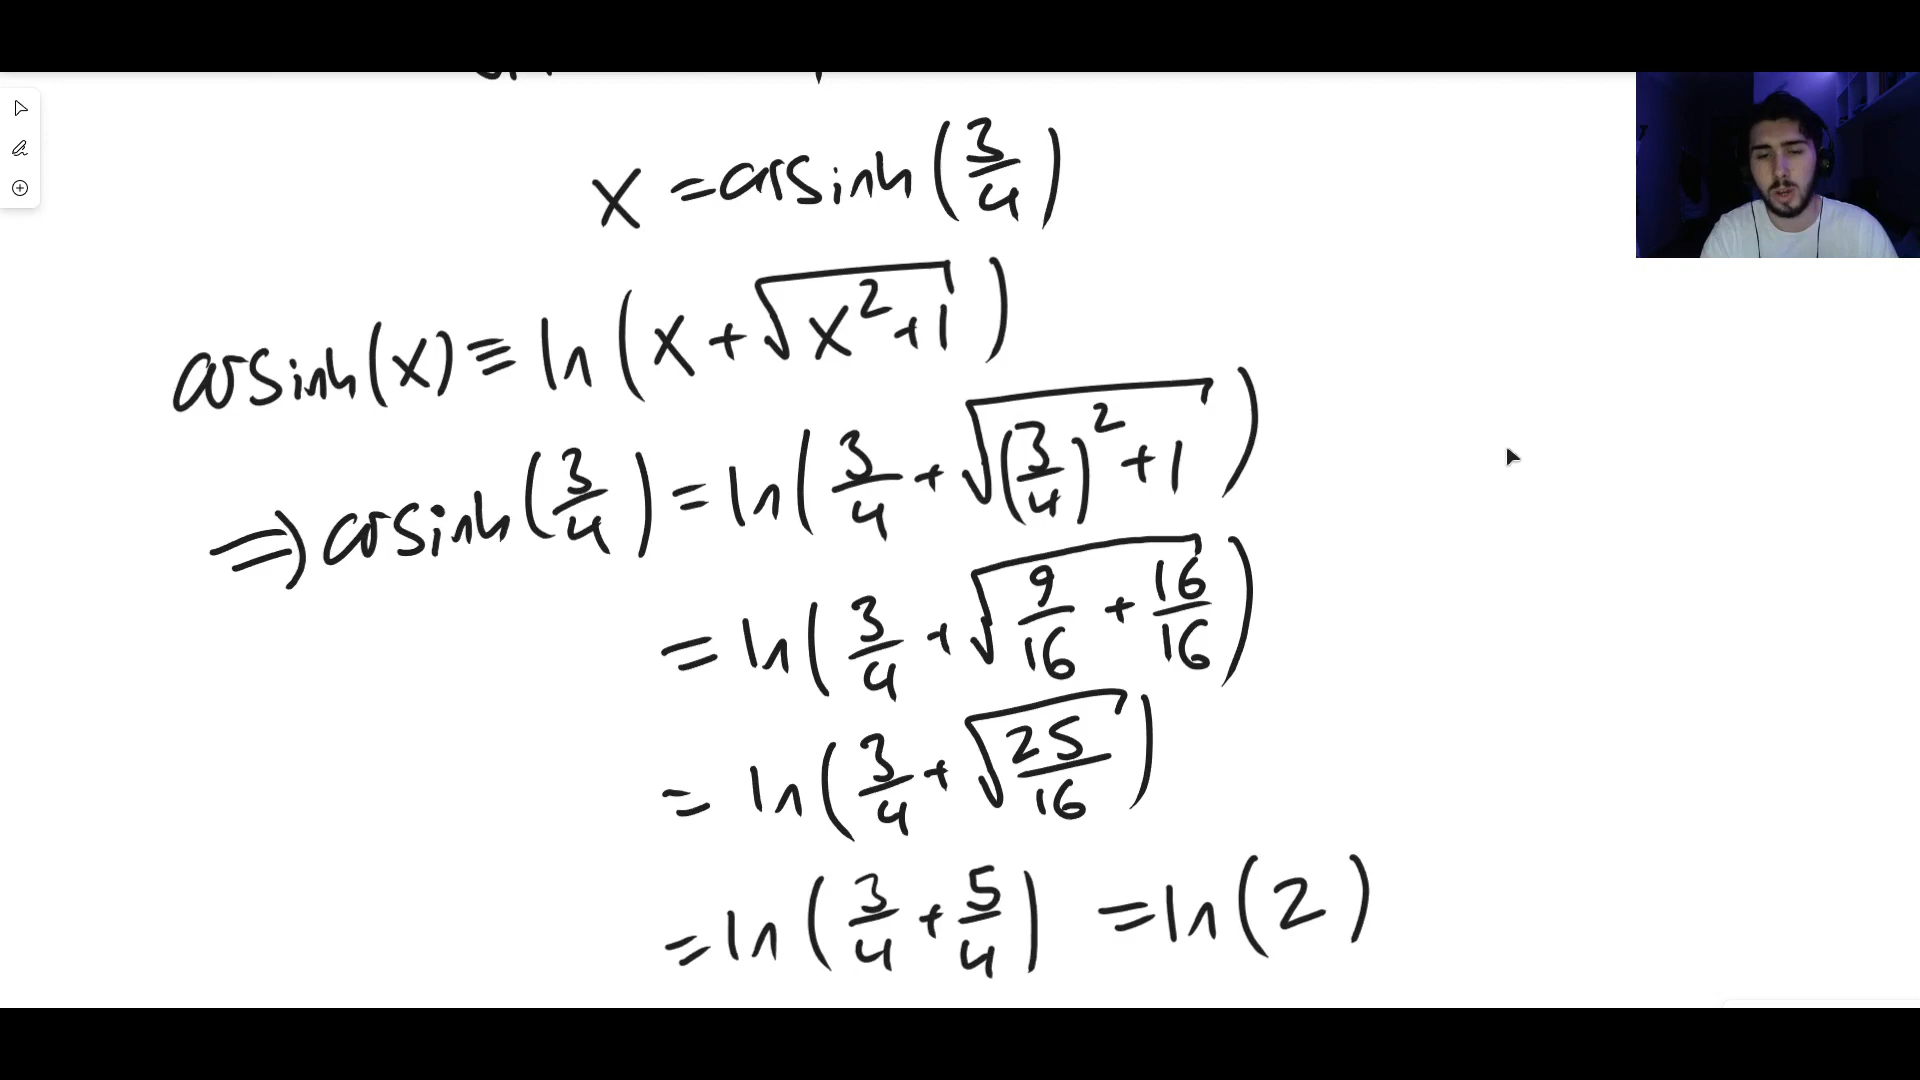 x = arsinh(3/4)
arsinh(x) ≡ ln(x + √(x² + 1))
⇒ arsinh(3/4) = ln(3/4 + √((3/4)² + 1))
= ln(3/4 + √(9/16 + 16/16))
= ln(3/4 + √(25/16))
= ln(3/4 + 5/4) = ln(2)